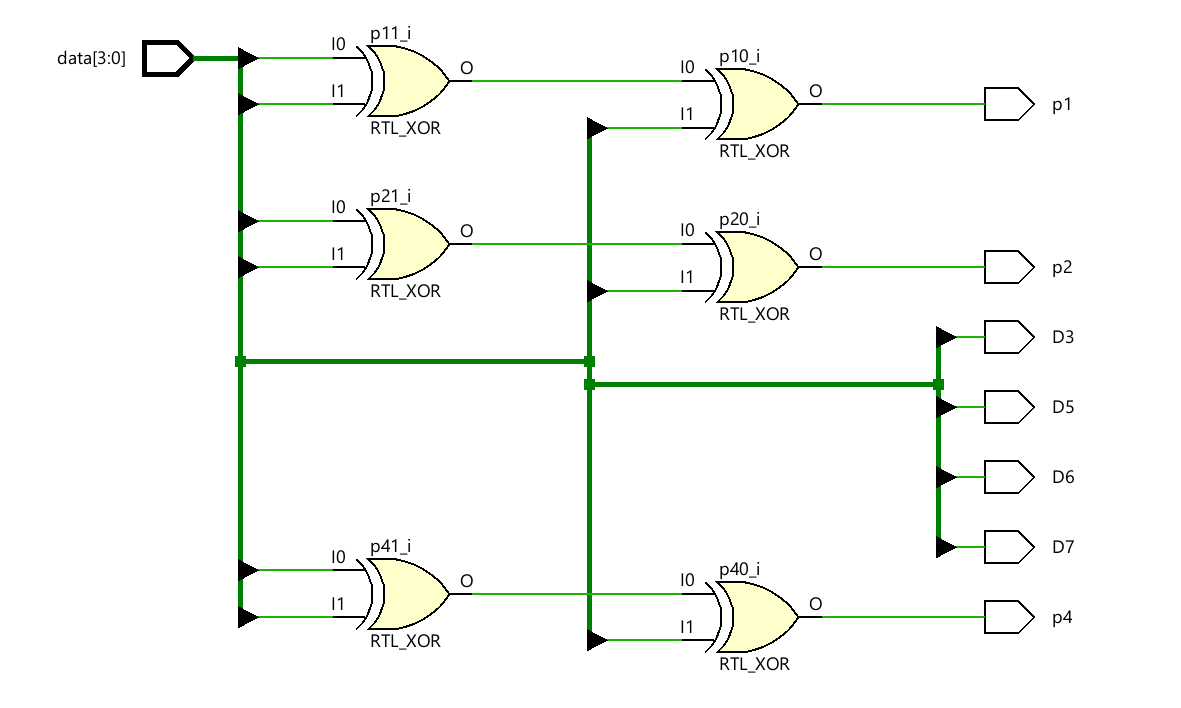 p11_i
data[3:0]
I0
I1
O
RTL_XOR
p10_i
I0
I1
O
RTL_XOR
p1
p21_i
I0
I1
O
RTL_XOR
p20_i
I0
I1
O
RTL_XOR
p2
D3
D5
D6
D7
p41_i
I0
I1
O
RTL_XOR
p40_i
I0
I1
O
RTL_XOR
p4